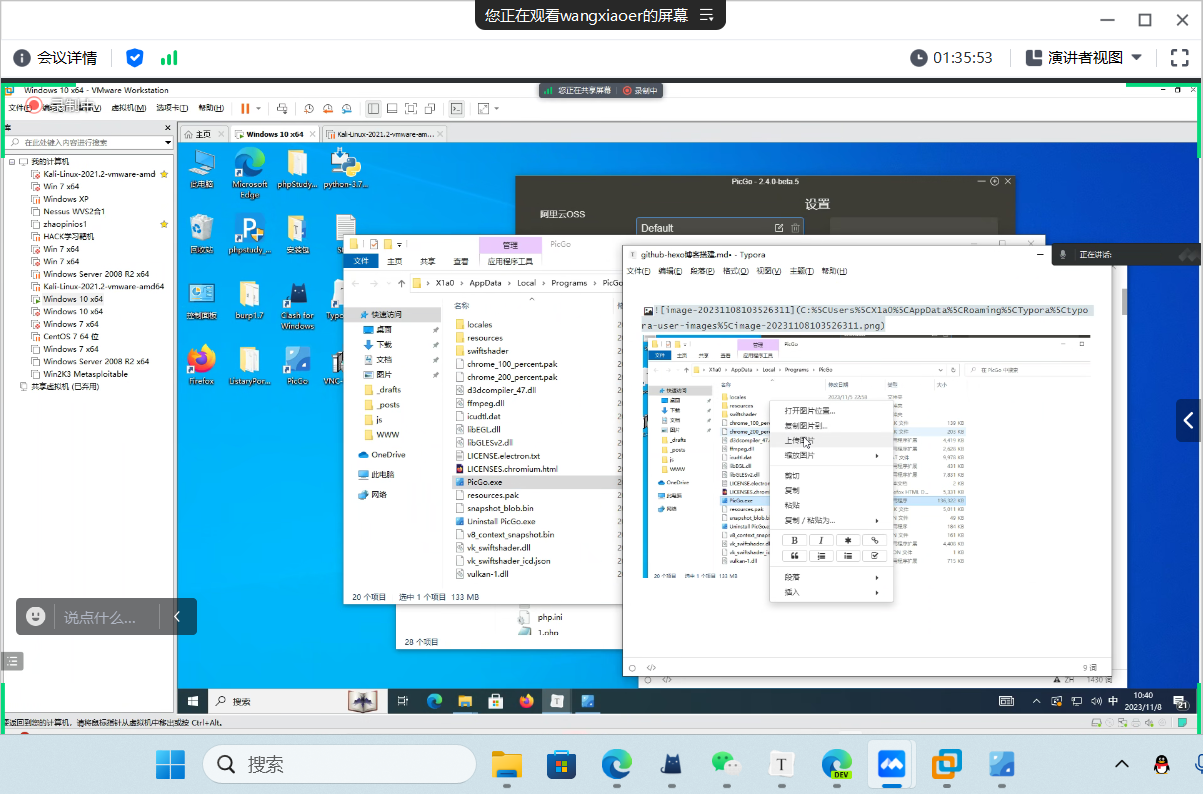 您正在观看wangxiaoer的屏幕
会议详情
01:35:53
演讲者视图
Windows 10 x64 - VMware Workstation
您正在共享屏幕
录制中
录制中
虚拟机(M)
选项卡(T)
帮助(H)
在此处键入内容进行搜索
主页
Windows 10 x64
Kali-Linux-2021.2-vmware-am...
我的计算机
Kali-Linux-2021.2-vmware-amd
Win 7 x64
Windows XP
Nessus WVS2合1
zhaopinios1
HACK学习靶机
Win 7 x64
Win 7 x64
Windows Server 2008 R2 x64
Kali-Linux-2021.2-vmware-amd64
Windows 10 x64
Windows 10 x64
Windows 7 x64
CentOS 7 64 位
Windows 7 x64
Windows Server 2008 R2 x64
Win2K3 Metasploitable
共享虚拟机 (已弃用)
此电脑
Microsoft Edge
phpStudy...
python-3.7...
回收站
phpstudy_...
安装包
控制面板
burp1.7
Clash for Windows
Firefox
ListaryPor...
PicGo
PicGo - 2.4.0-beta.5
阿里云OSS
设置
Default
管理
PicGo
文件
主页
共享
查看
应用程序工具
X1a0 › AppData › Local › Programs › PicGo
名称
快速访问
桌面
下载
文档
图片
_drafts
_posts
js
WWW
OneDrive
此电脑
网络
locales
resources
swiftshader
chrome_100_percent.pak
chrome_200_percent.pak
d3dcompiler_47.dll
ffmpeg.dll
icudtl.dat
libEGL.dll
libGLESv2.dll
LICENSE.electron.txt
LICENSES.chromium.html
PicGo.exe
resources.pak
snapshot_blob.bin
Uninstall PicGo.exe
v8_context_snapshot.bin
vk_swiftshader.dll
vk_swiftshader_icd.json
vulkan-1.dll
20 个项目
选中 1 个项目 133 MB
php.ini
1.php
28 个项目
github-hexo博客搭建.md• - Typora
文件(F)
编辑(E)
段落(P)
格式(O)
视图(V)
主题(T)
帮助(H)
正在讲话:
![image-20231108103526311](C:%5CUsers%5CX1a0%5CAppData%5CRoaming%5CTypora%5Ctypo
ra-user-images%5Cimage-20231108103526311.png)
打开图片位置...
复制图片到...
上传图片
缩放图片
剪切
复制
粘贴
复制 / 粘贴为...
段落
插入
9 词
ZH
1430 词
说点什么...
搜索
中
10:40
2023/11/8
21
要返回到您的计算机，请将鼠标指针从虚拟机中移出或按 Ctrl+Alt。
搜索
DEV